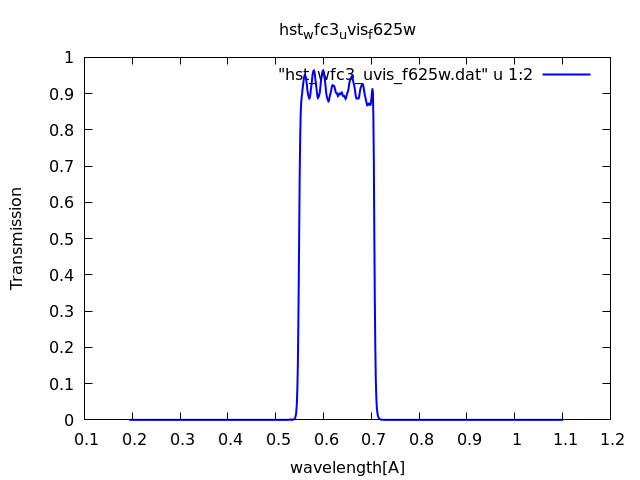 hst_wfc3_uvis_f625w
"hst_wfc3_uvis_f625w.dat" u 1:2
1
0.9
0.8
0.7
0.6
0.5
0.4
0.3
0.2
0.1
0
Transmission
0.1 0.2 0.3 0.4 0.5 0.6 0.7 0.8 0.9 1 1.1 1.2
wavelength[A]